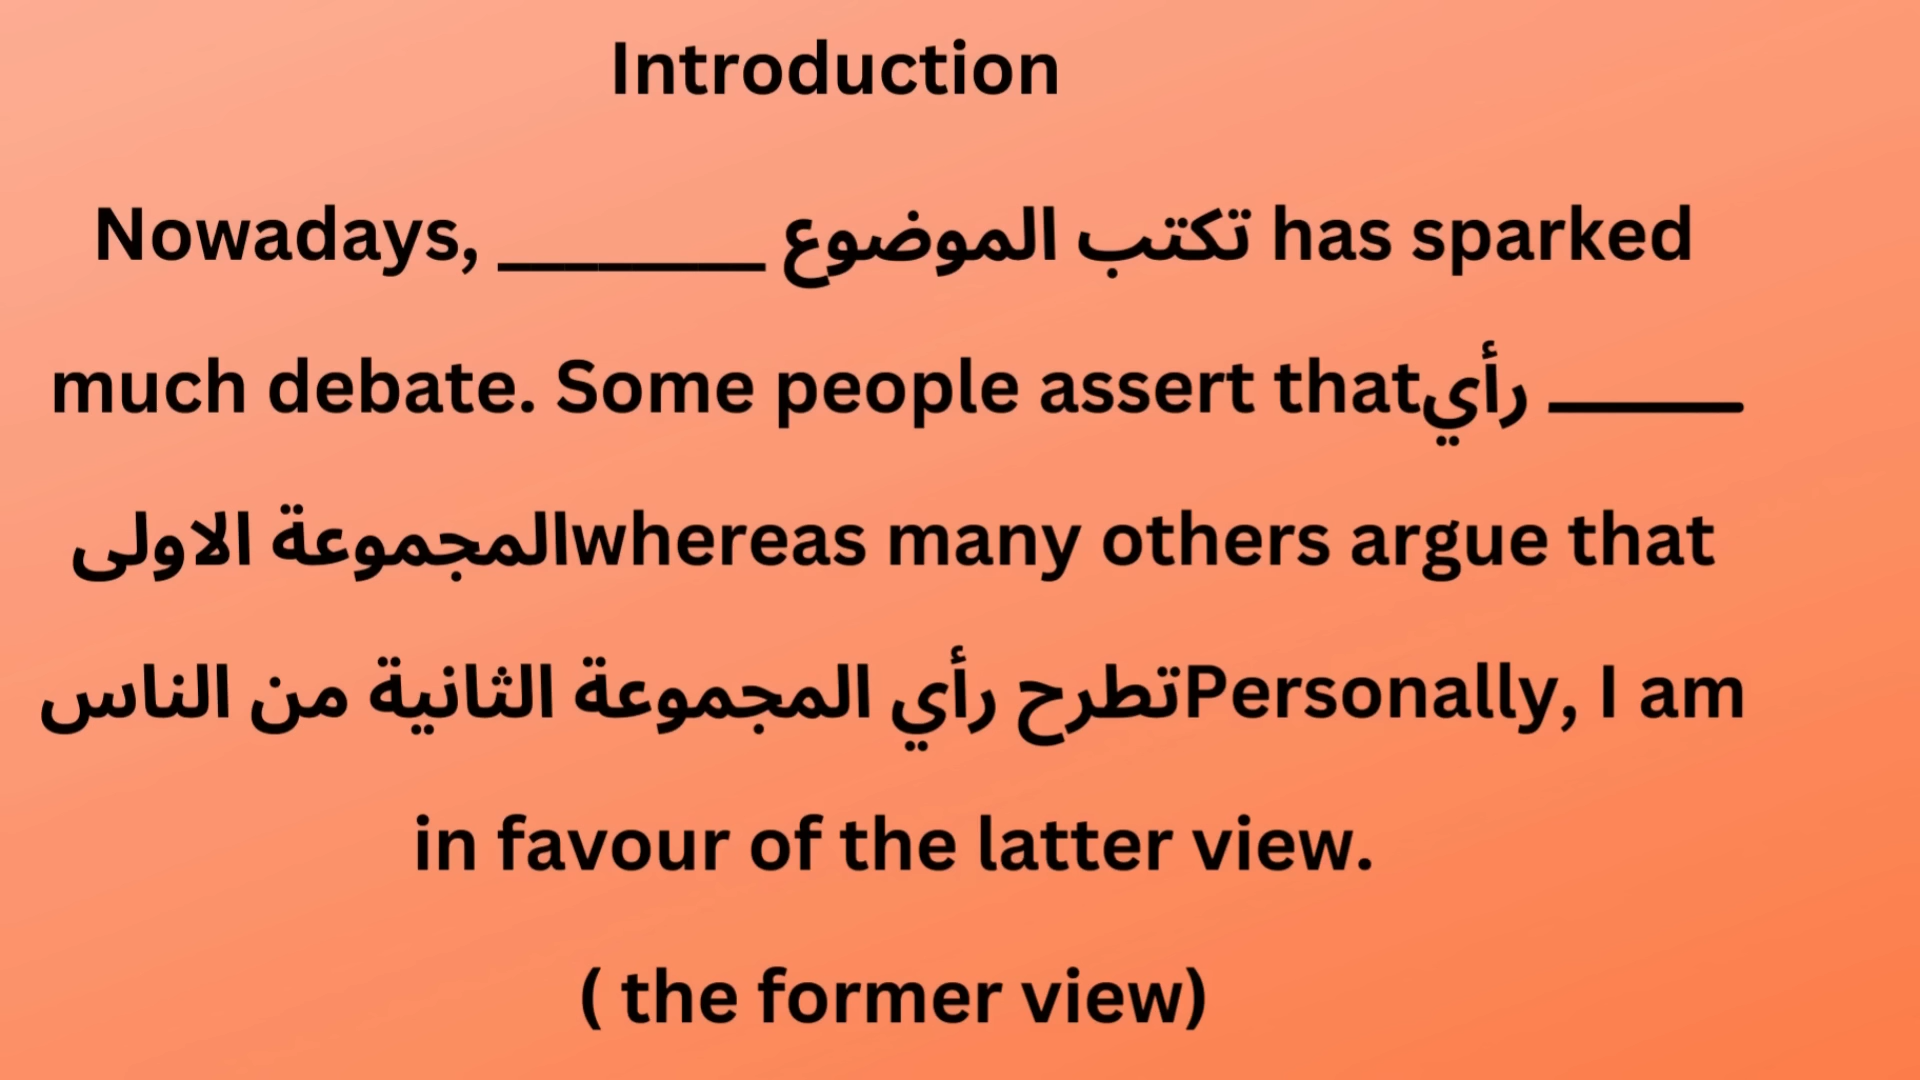 Introduction
Nowadays, ________ تكتب الموضوع has sparked
much debate. Some people assert thatرأي ______
المجموعة الاولىwhereas many others argue that
تطرح رأي المجموعة الثانية من الناسPersonally, I am
in favour of the latter view.
( the former view)